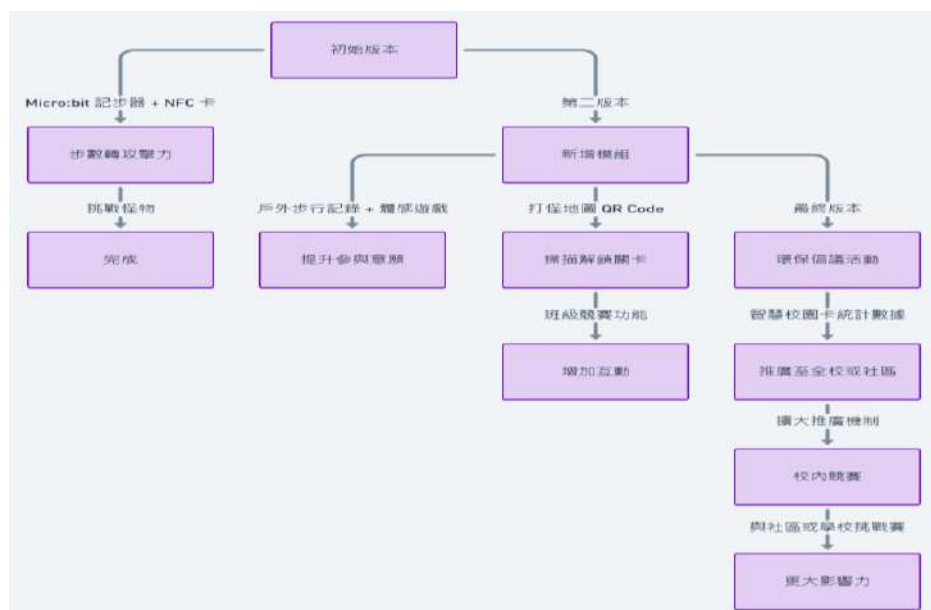 初始版本
Micro:bit 記步器 + NFC 卡
第二版本
步數轉攻擊力
新增模組
挑戰怪物
戶外步行記錄 + 體感遊戲
打怪地圖 QR Code
最終版本
完成
提升參與意願
掃描解鎖關卡
環保倡議活動
班級競賽功能
智慧校園卡統計數據
增加互動
推廣至全校或社區
擴大推廣機制
校內競賽
與社區或學校挑戰賽
更大影響力